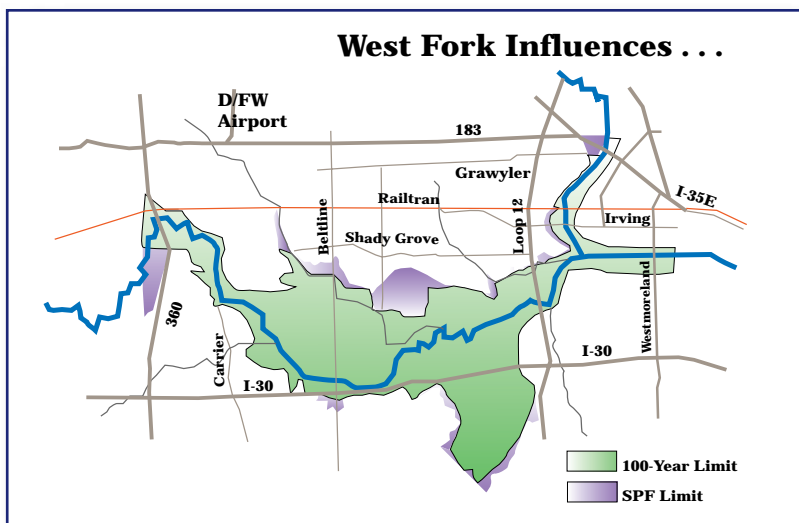 West Fork Influences . . .
D/FW
Airport
183
Grawyler
I-35E
Railtran
Loop 12
Irving
Beltline
Shady Grove
Westmoreland
360
Carrier
I-30
I-30
100-Year Limit
SPF Limit